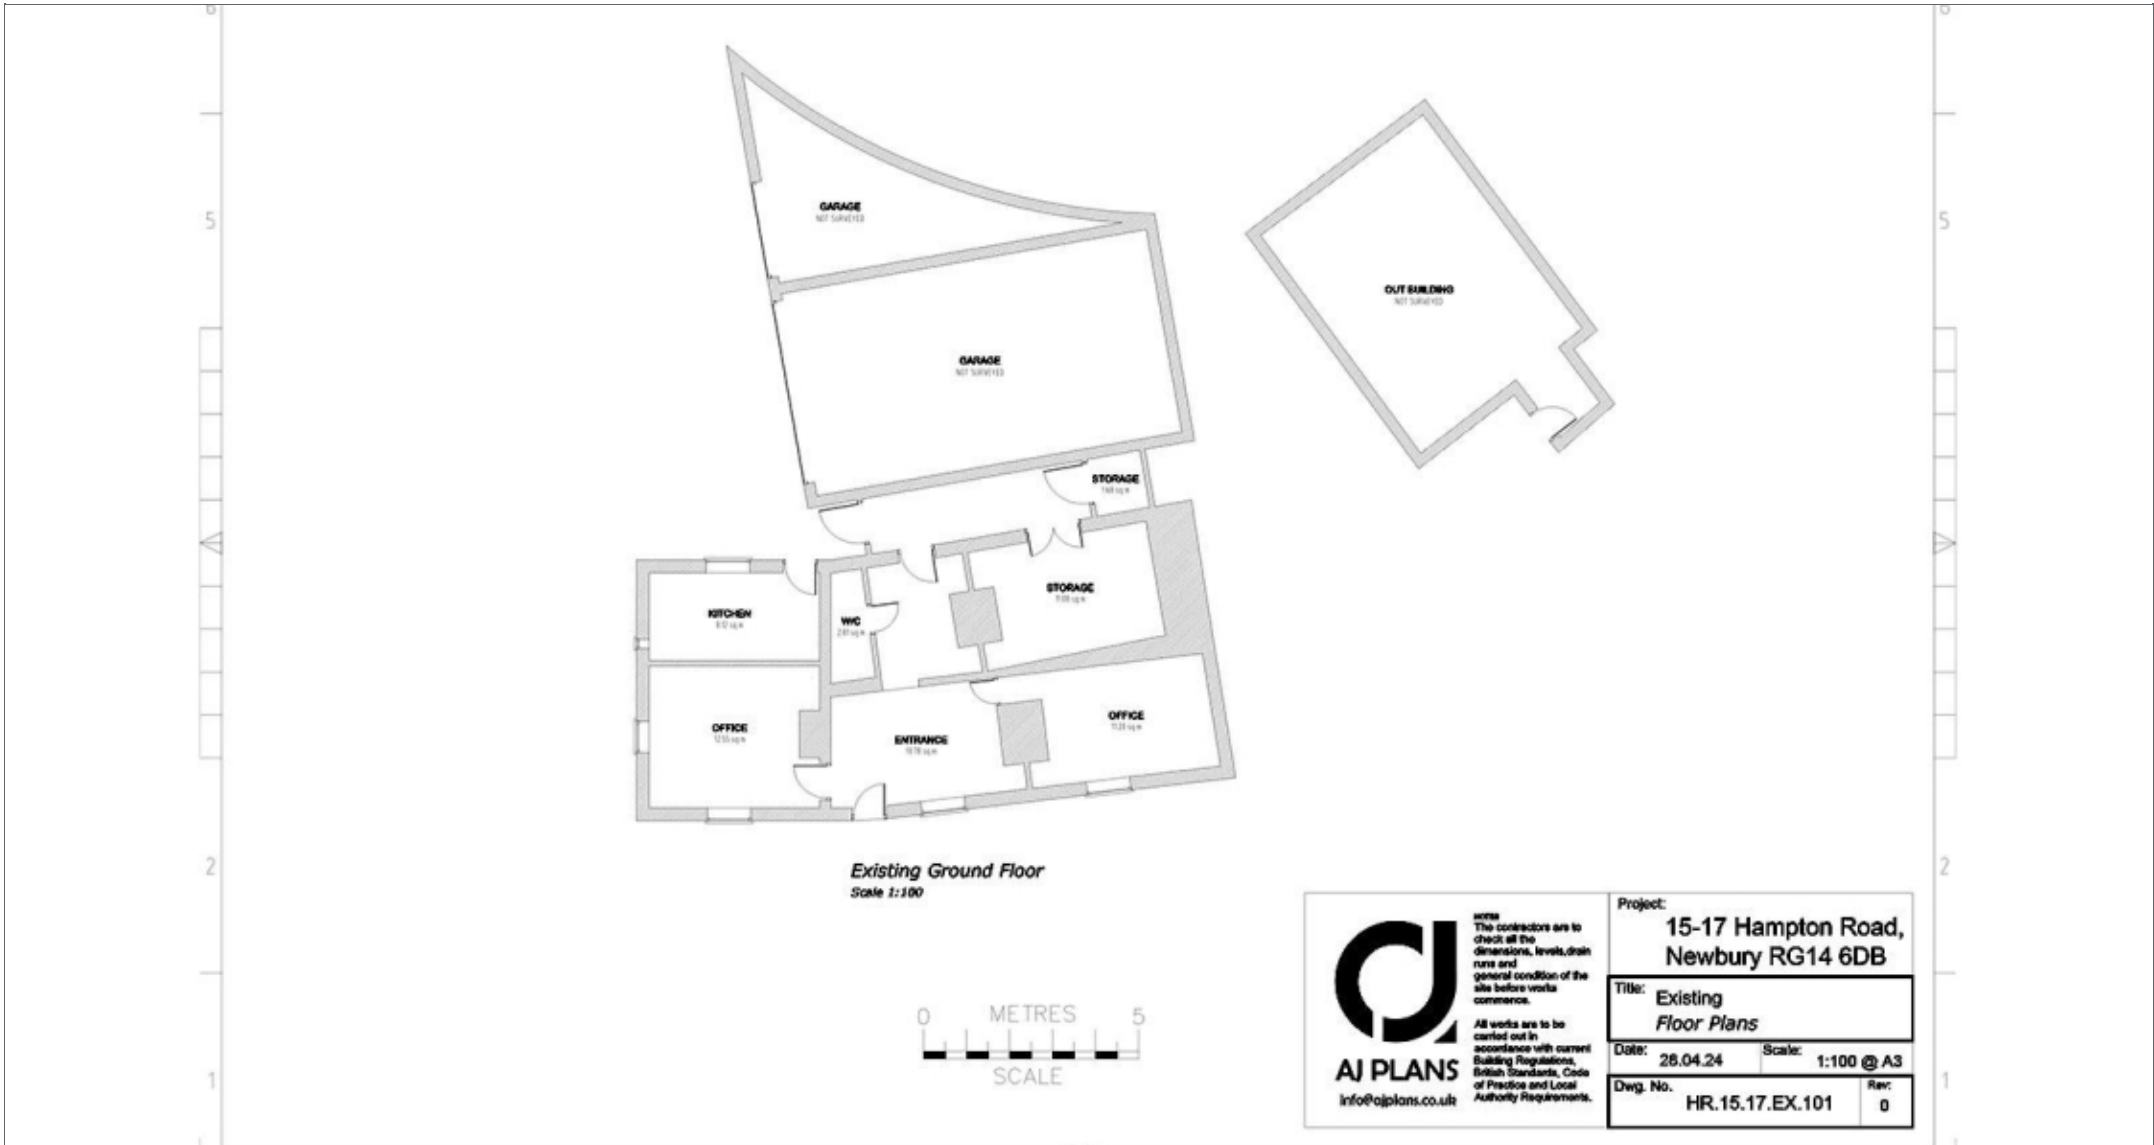 6
6
5
5
GARAGE
NOT SURVEYED
OUT BUILDING
NOT SURVEYED
GARAGE
NOT SURVEYED
STORAGE
STORAGE
KITCHEN
W/C
OFFICE
ENTRANCE
OFFICE
Existing Ground Floor
Scale 1:100
2
2
0 METRES 5
SCALE
1
1
AJ PLANS
info@ajplans.co.uk
NOTES
The contractors are to
check all the
dimensions, levels,drain
runs and
general condition of the
site before works
commence.
All works are to be
carried out in
accordance with current
Building Regulations,
British Standards, Code
of Practice and Local
Authority Requirements.
Project:
15-17 Hampton Road,
Newbury RG14 6DB
Title:
Existing
Floor Plans
Date: 28.04.24
Scale: 1:100 @ A3
Dwg. No.
HR.15.17.EX.101
Rev:
0